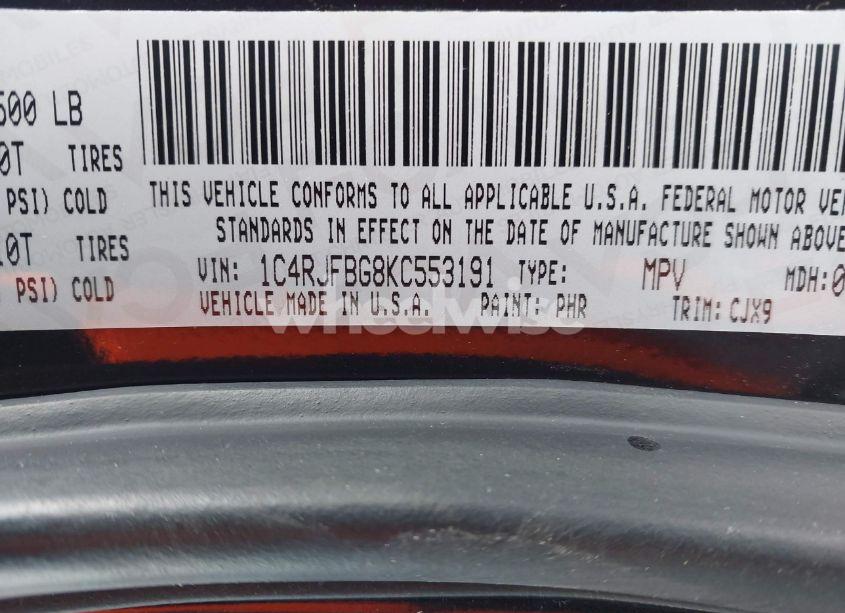 500 LB
0T TIRES
PSI) COLD
0T TIRES
PSI) COLD
THIS VEHICLE CONFORMS TO ALL APPLICABLE U.S.A. FEDERAL MOTOR VEH
STANDARDS IN EFFECT ON THE DATE OF MANUFACTURE SHOWN ABOVE
VIN: 1C4RJFBG8KC553191 TYPE: MPV MDH:0
VEHICLE MADE IN U.S.A. PAINT: PHR TRIM: CJX9
wheelwise